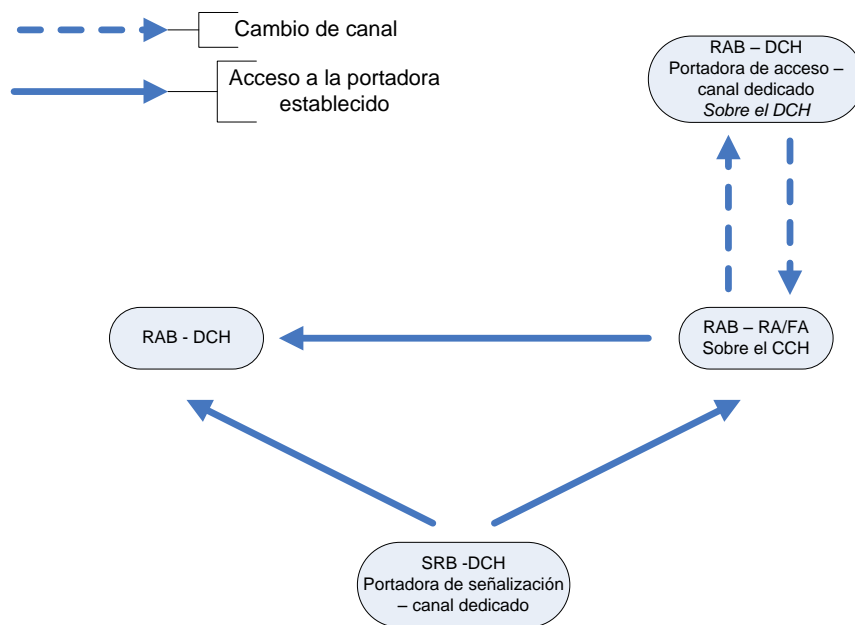 Cambio de canal
Acceso a la portadora
establecido
RAB – DCH
Portadora de acceso –
canal dedicado
Sobre el DCH
RAB - DCH
RAB – RA/FA
Sobre el CCH
SRB -DCH
Portadora de señalización
– canal dedicado